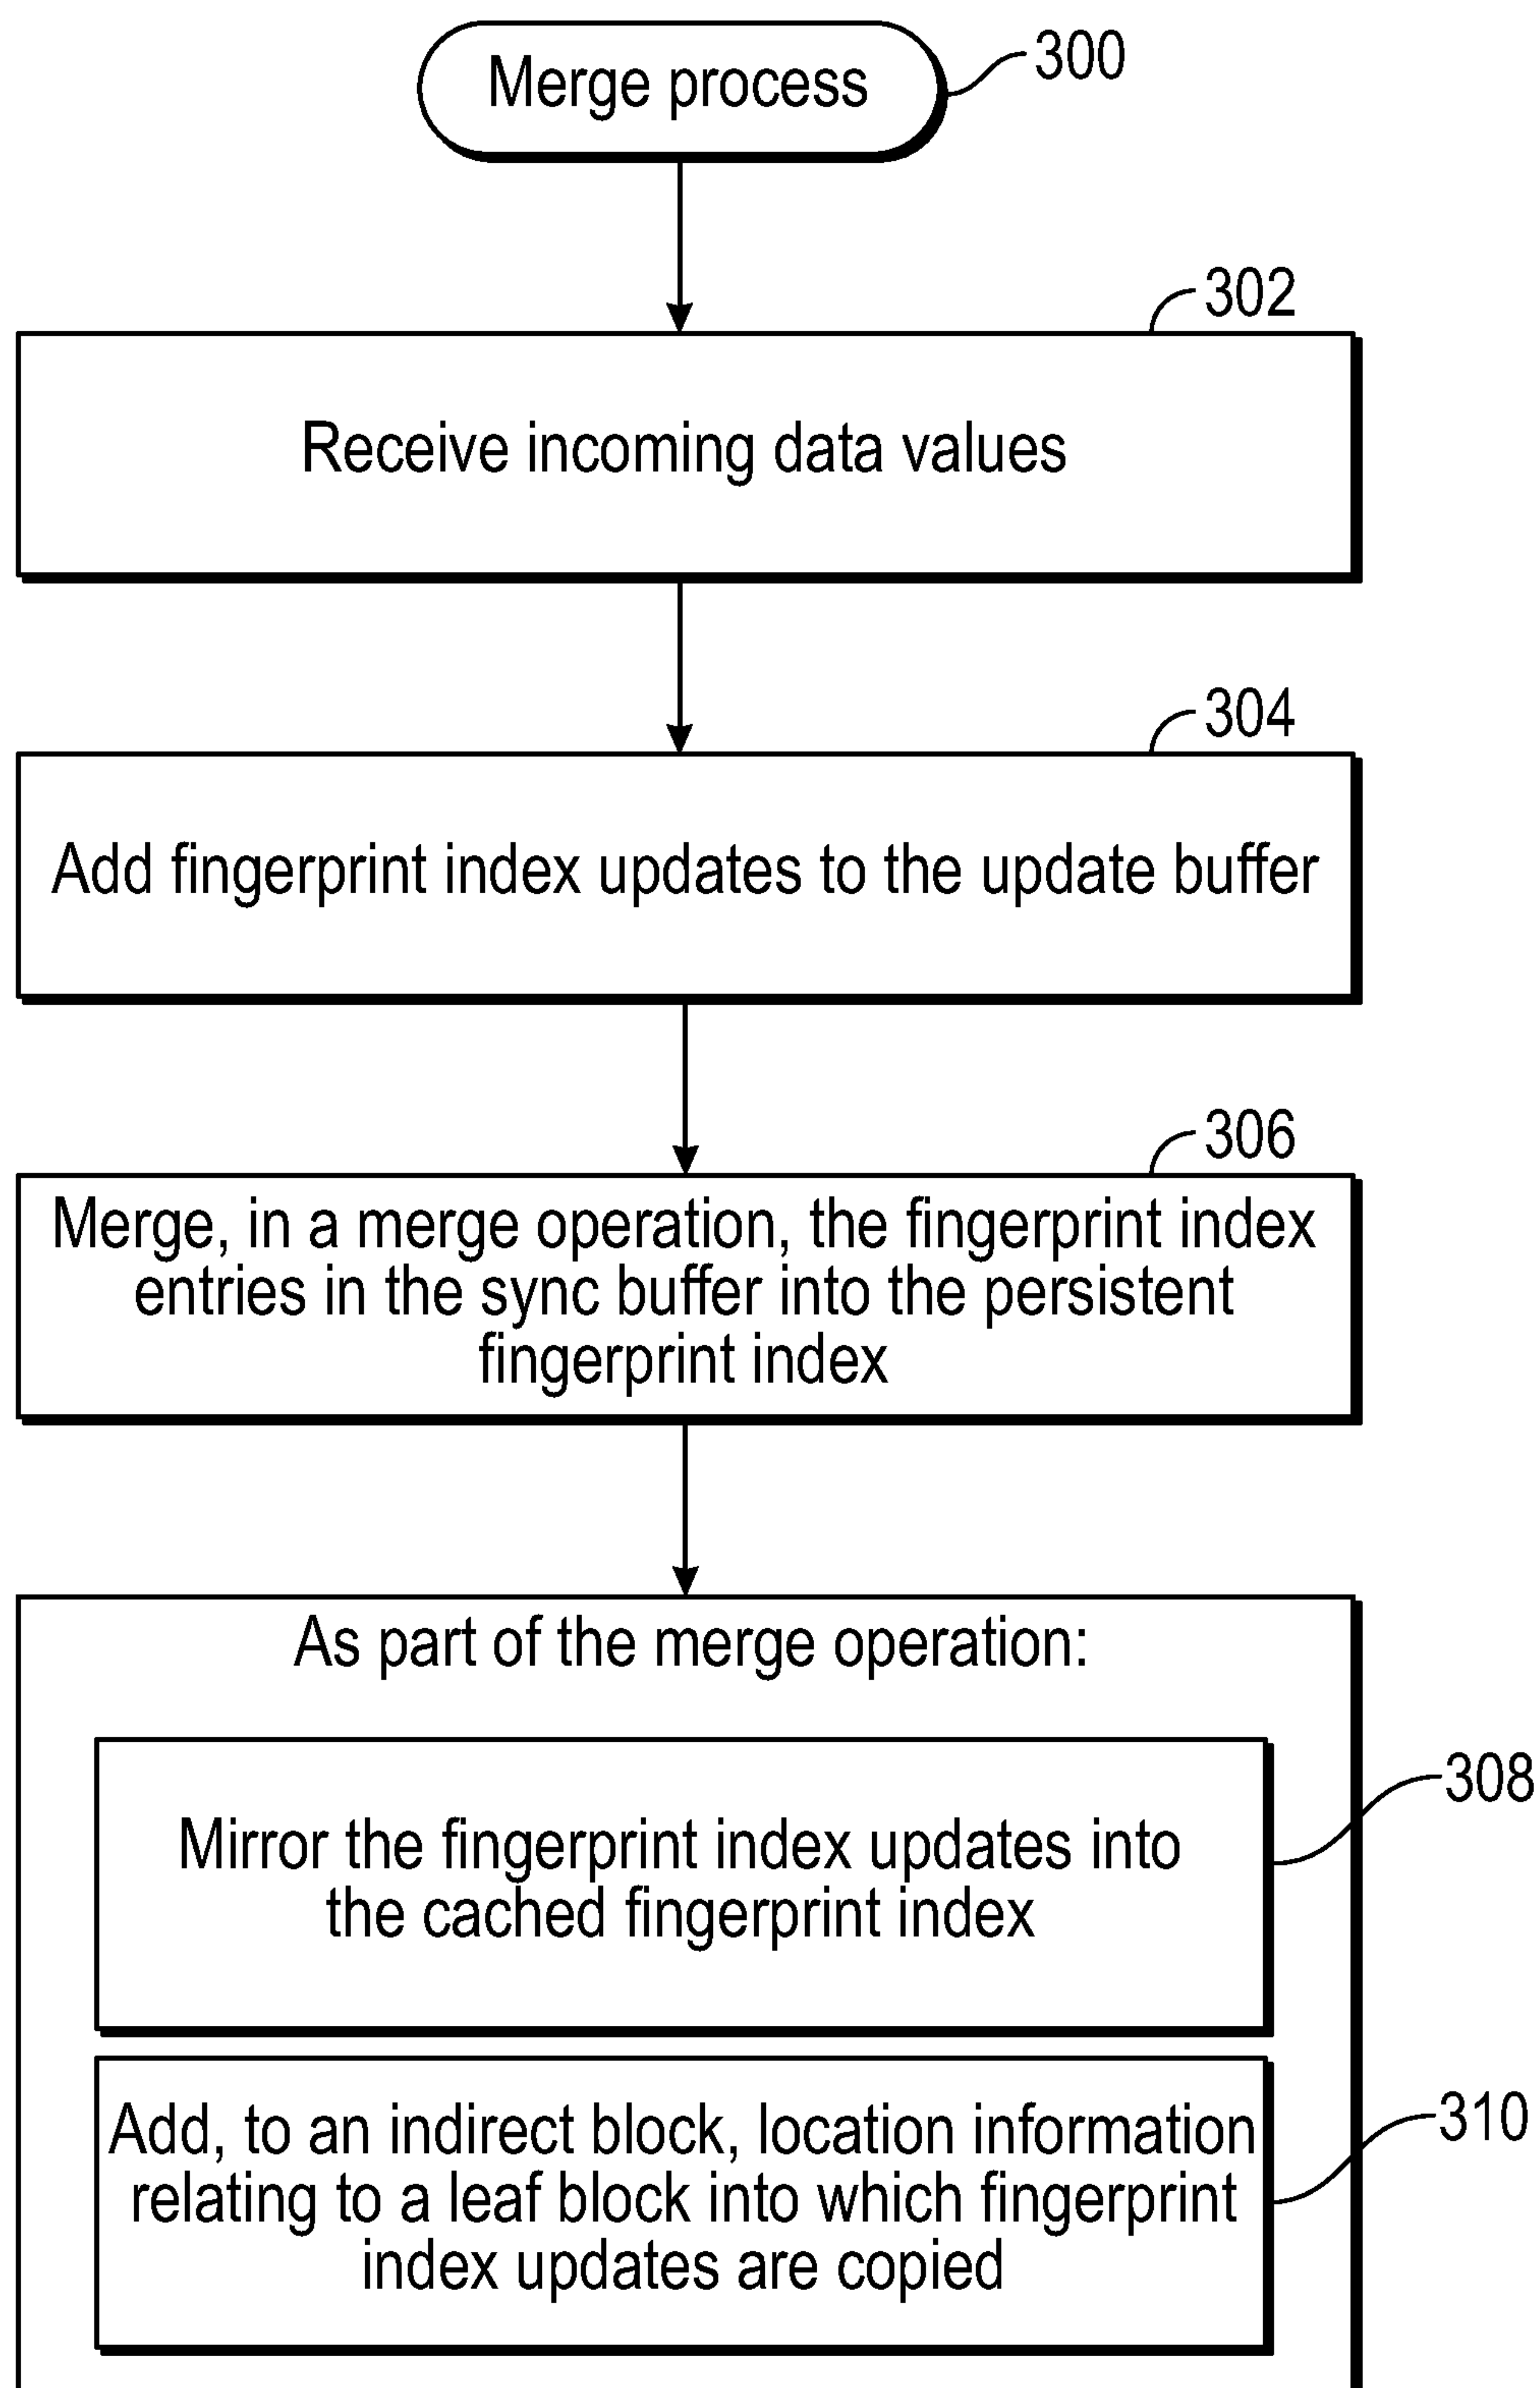 Merge process
300
302
Receive incoming data values
304
Add fingerprint index updates to the update buffer
306
Merge, in a merge operation, the fingerprint index
entries in the sync buffer into the persistent
fingerprint index
As part of the merge operation:
308
Mirror the fingerprint index updates into
the cached fingerprint index
310
Add, to an indirect block, location information
relating to a leaf block into which fingerprint
index updates are copied